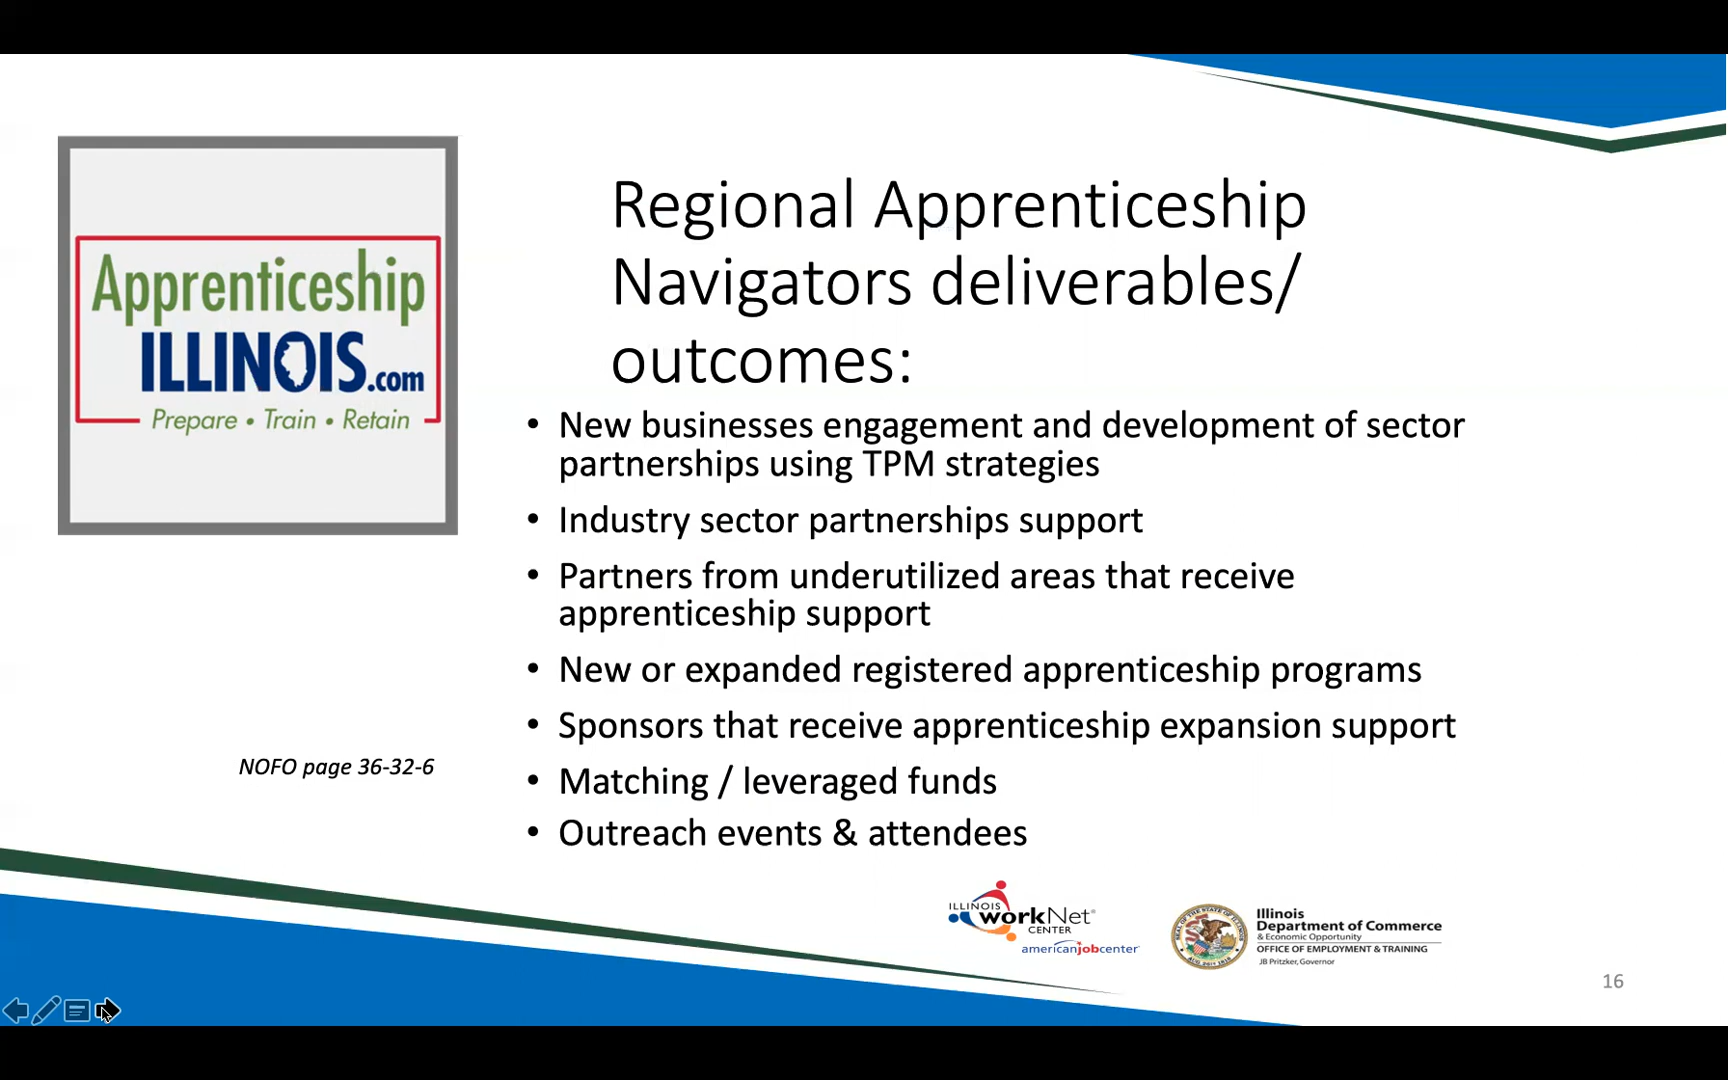 Apprenticeship
ILLINOIS.com
Prepare • Train • Retain
Regional Apprenticeship
Navigators deliverables/
outcomes:
• New businesses engagement and development of sector
partnerships using TPM strategies
• Industry sector partnerships support
• Partners from underutilized areas that receive
apprenticeship support
• New or expanded registered apprenticeship programs
• Sponsors that receive apprenticeship expansion support
• Matching / leveraged funds
• Outreach events & attendees
NOFO page 36-32-6
ILLINOIS
workNet®
CENTER
americanjobcenter
Illinois
Department of Commerce
& Economic Opportunity
OFFICE OF EMPLOYMENT & TRAINING
JB Pritzker, Governor
16